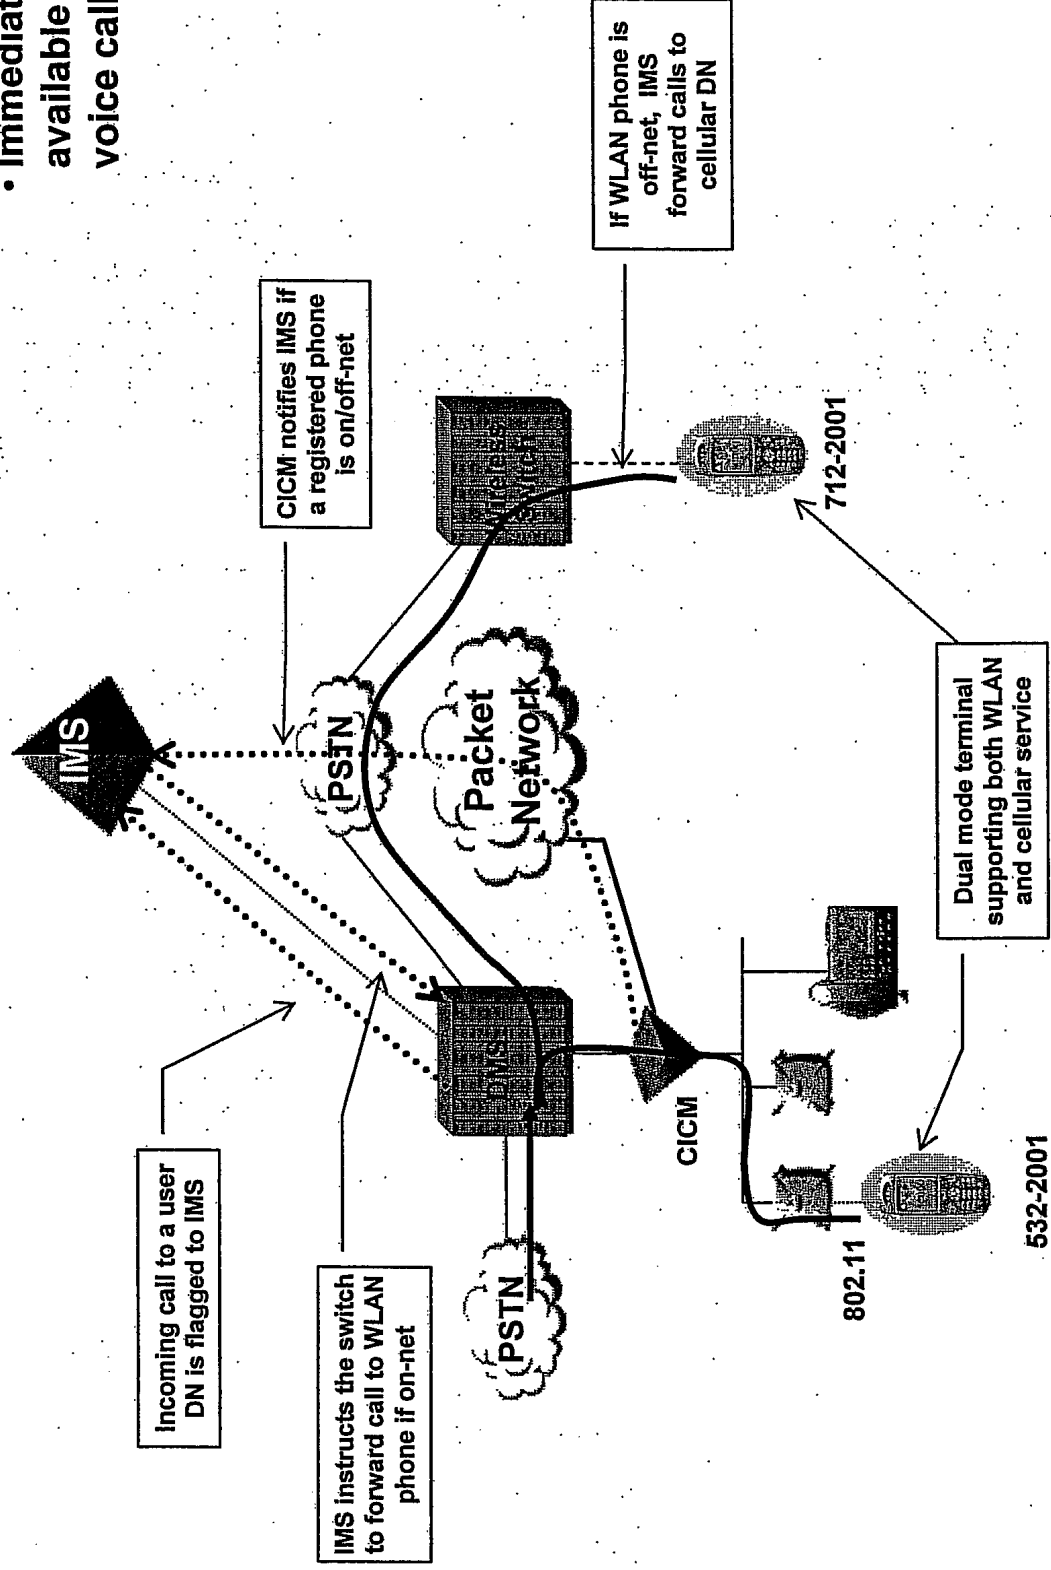 • Immediat
available
voice call
Incoming call to a user
DN is flagged to IMS
IMS instructs the switch
to forward call to WLAN
phone if on-net
IMS
CICM notifies IMS if
a registered phone
is on/off-net
If WLAN phone is
off-net, IMS
forward calls to
cellular DN
PSTN
PSTN
DMS
Packet
Network
Wireless
Switch
CICM
802.11
532-2001
712-2001
Dual mode terminal
supporting both WLAN
and cellular service